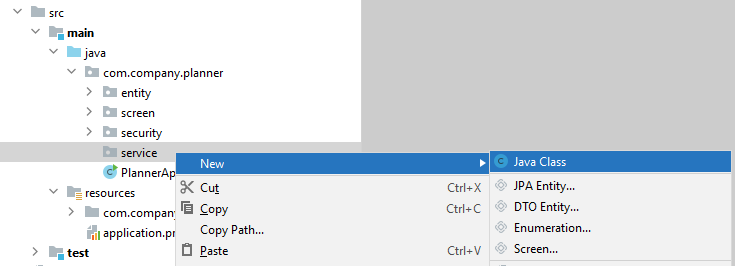 src
main
java
com.company.planner
entity
screen
security
service
PlannerAp
resources
com.compan
application.pr
test
New
Cut Ctrl+X
Copy Ctrl+C
Copy Path...
Paste Ctrl+V
Java Class
JPA Entity...
DTO Entity...
Enumeration...
Screen...